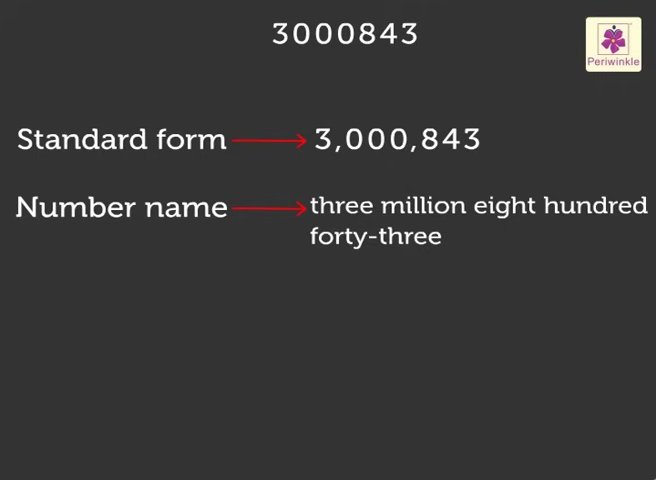 3000843
Periwinkle
Standard form 3,000,843
Number name three million eight hundred
forty-three